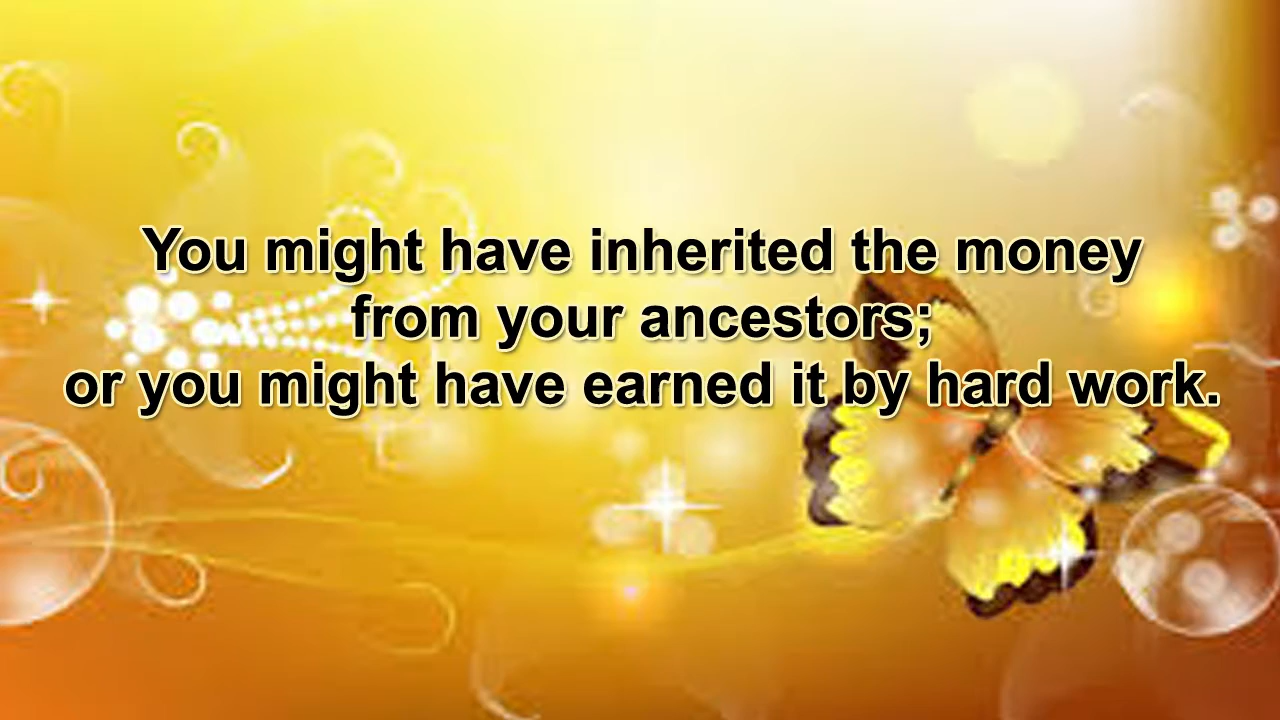 You might have inherited the money
from your ancestors;
or you might have earned it by hard work.